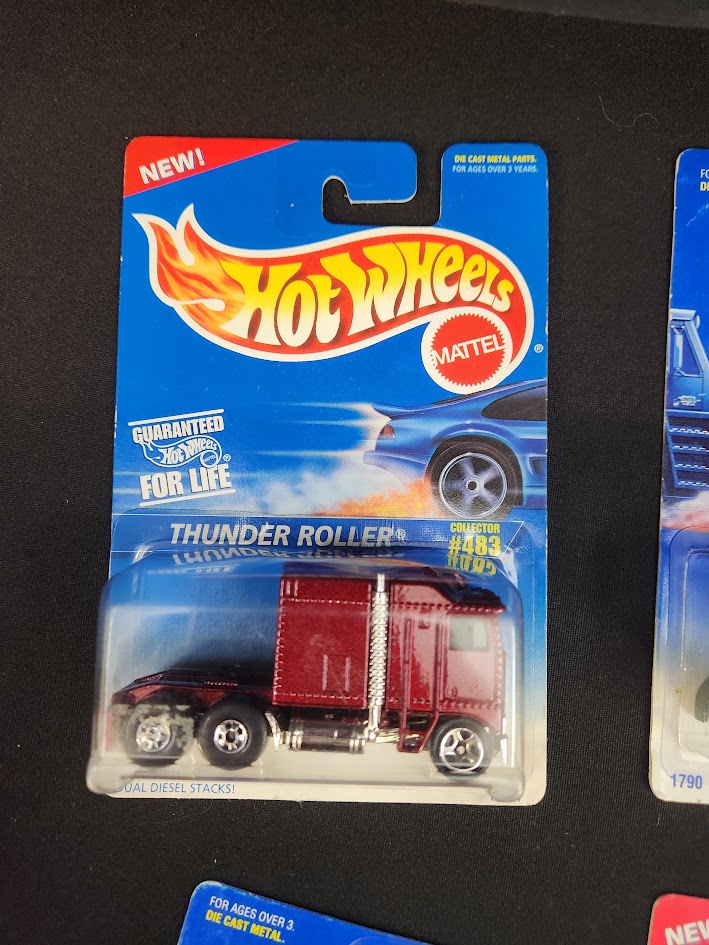 NEW!
DIE CAST METAL PARTS.
FOR AGES OVER 3 YEARS.
HOT WHEELS
MATTEL
®
GUARANTEED
Hot Wheels
®
FOR LIFE
THUNDER ROLLER®
COLLECTOR
#483
DUAL DIESEL STACKS!
1790
FOR AGES OVER 3.
DIE CAST METAL.